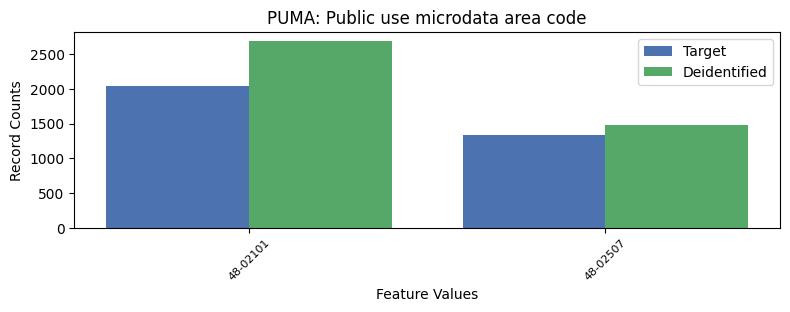 PUMA: Public use microdata area code
Target
Deidentified
Record Counts
2500
2000
1500
1000
500
0
48-02101
48-02507
Feature Values